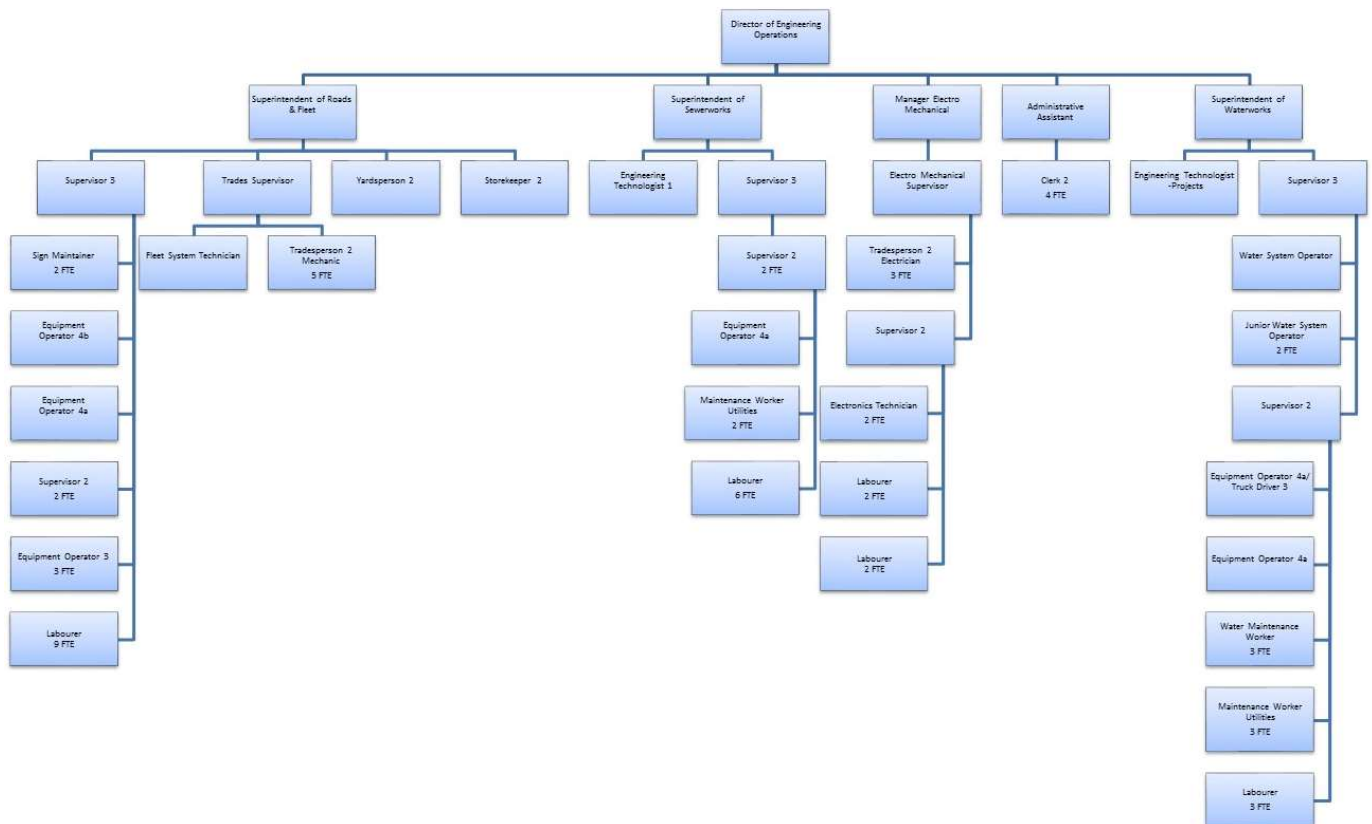 Director of Engineering
Operations
Superintendent of Roads
& Fleet
Superintendent of
Sewerworks
Manager Electro
Mechanical
Administrative
Assistant
Superintendent of
Waterworks
Supervisor 3
Trades Supervisor
Yardsperson 2
Storekeeper 2
Engineering
Technologist 1
Supervisor 3
Electro Mechanical
Supervisor
Clerk 2
4 FTE
Engineering Technologist
-Projects
Supervisor 3
Sign Maintainer
2 FTE
Fleet System Technician
Tradesperson 2
Mechanic
5 FTE
Supervisor 2
2 FTE
Tradesperson 2
Electrician
3 FTE
Water System Operator
Equipment
Operator 4b
Equipment
Operator 4a
Supervisor 2
Junior Water System
Operator
2 FTE
Equipment
Operator 4a
Maintenance Worker
Utilities
2 FTE
Electronics Technician
2 FTE
Supervisor 2
Supervisor 2
2 FTE
Labourer
6 FTE
Labourer
2 FTE
Equipment Operator 4a/
Truck Driver 3
Equipment Operator 3
3 FTE
Labourer
2 FTE
Equipment Operator 4a
Labourer
9 FTE
Water Maintenance
Worker
3 FTE
Maintenance Worker
Utilities
3 FTE
Labourer
3 FTE